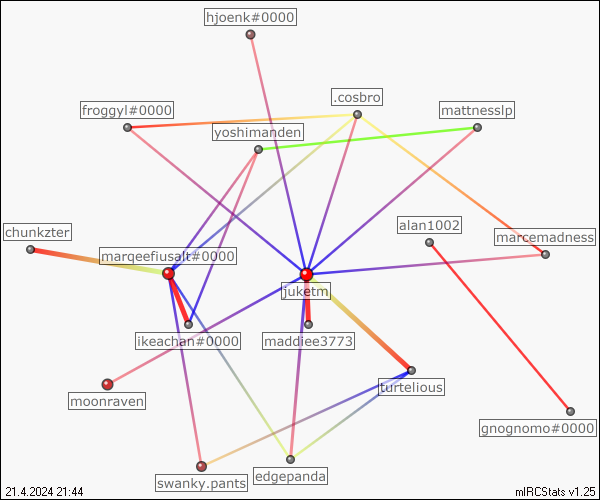 hjoenk#0000
.cosbro
froggyl#0000
mattnesslp
yoshimanden
alan1002
chunkzter
marcemadness
marqeefiusalt#0000
juketm
ikeachan#0000
maddiee3773
turtelious
moonraven
gnognomo#0000
edgepanda
swanky.pants
21.4.2024 21:44
mIRCStats v1.25